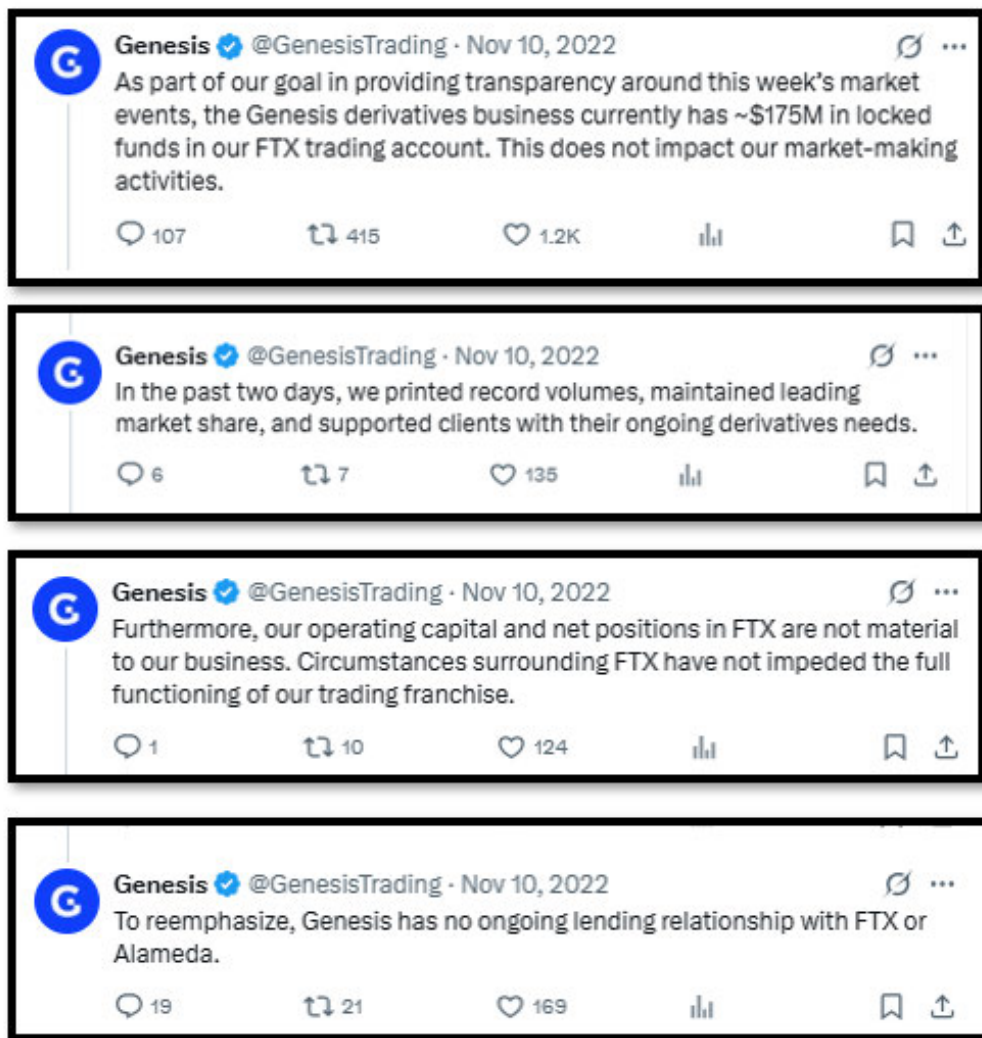 Genesis @GenesisTrading · Nov 10, 2022
As part of our goal in providing transparency around this week's market
events, the Genesis derivatives business currently has ~$175M in locked
funds in our FTX trading account. This does not impact our market-making
activities.
107 415 1.2K
Genesis @GenesisTrading · Nov 10, 2022
In the past two days, we printed record volumes, maintained leading
market share, and supported clients with their ongoing derivatives needs.
6 7 135
Genesis @GenesisTrading · Nov 10, 2022
Furthermore, our operating capital and net positions in FTX are not material
to our business. Circumstances surrounding FTX have not impeded the full
functioning of our trading franchise.
1 10 124
Genesis @GenesisTrading · Nov 10, 2022
To reemphasize, Genesis has no ongoing lending relationship with FTX or
Alameda.
19 21 169